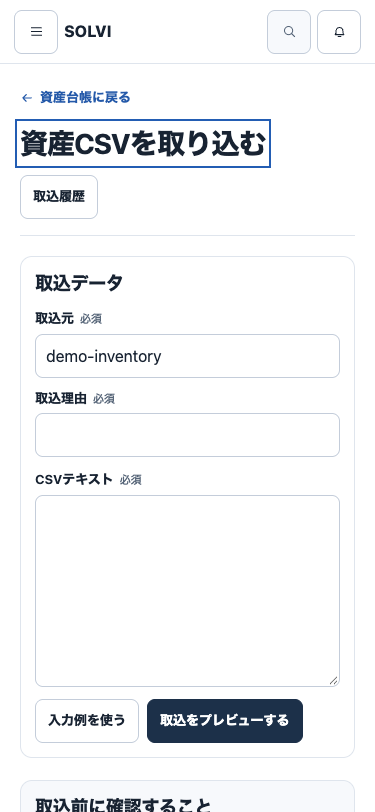 SOLVI
← 資産台帳に戻る
資産CSVを取り込む
取込履歴
取込データ
取込元 必須
demo-inventory
取込理由 必須
CSVテキスト 必須
入力例を使う 取込をプレビューする
取込前に確認すること